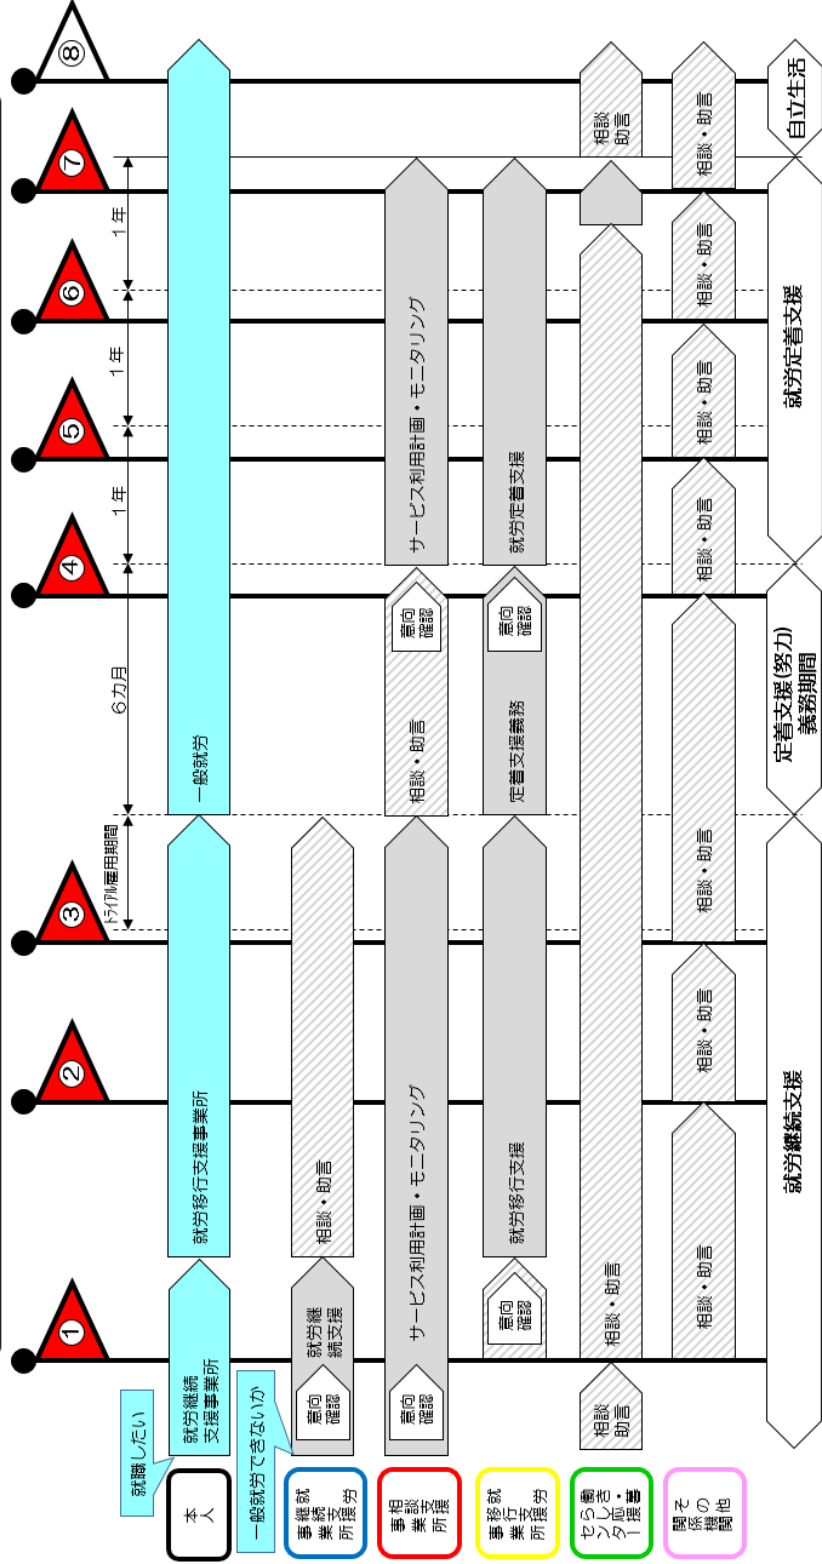 ①
②
③
④
⑤
⑥
⑦
⑧
トライアル雇用期間
6カ月
1年
1年
1年
就職したい
一般就労できないか
本人
就労継続
支援事業所
就労移行支援事業所
一般就労
就労継続支援事業所
意向
確認
就労継
続支援
相談・助言
相談支援事業所
意向
確認
サービス利用計画・モニタリング
相談・助言
意向
確認
サービス利用計画・モニタリング
就労移行支援事業所
意向
確認
就労移行支援
定着支援義務
意向
確認
就労定着支援
働き・暮らし応援センター
相談
助言
相談・助言
相談
助言
その他関係機関
相談・助言
相談・助言
相談・助言
相談・助言
相談・助言
相談・助言
相談・助言
就労継続支援
定着支援(努力)
義務期間
就労定着支援
自立生活